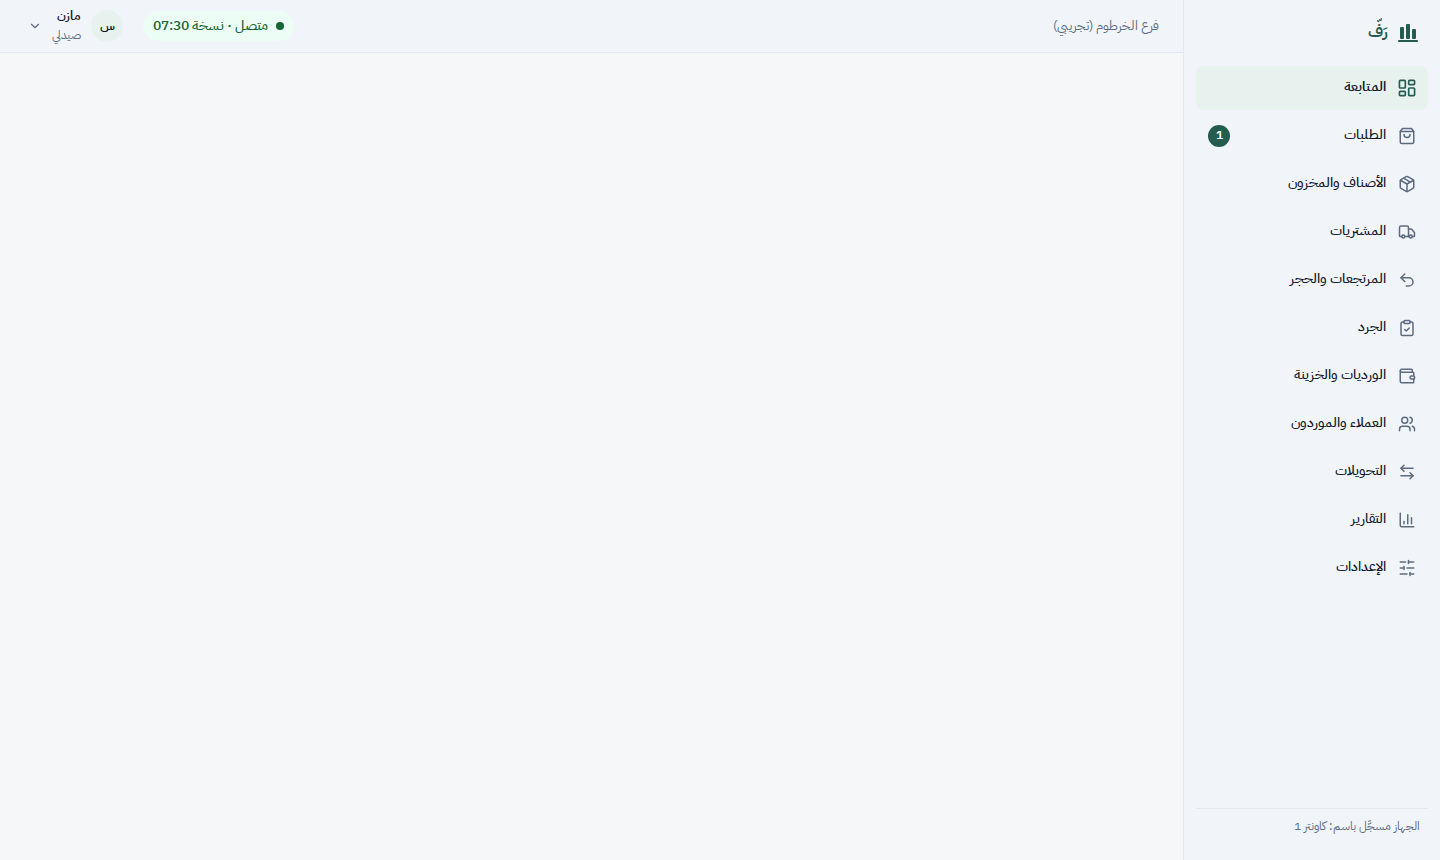 رَفّ
المتابعة
الطلبات
1
الأصناف والمخزون
المشتريات
المرتجعات والحجر
الجرد
الورديات والخزينة
العملاء والموردون
التحويلات
التقارير
الإعدادات
الجهاز مسجَّل باسم: كاونتر 1
فرع الخرطوم (تجريبي)
متصل · نسخة 07:30
س
مازن
صيدلي